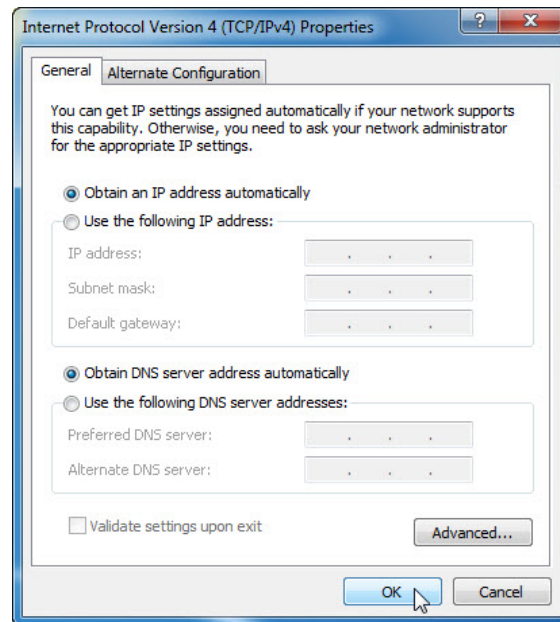 Internet Protocol Version 4 (TCP/IPv4) Properties
?
General
Alternate Configuration
You can get IP settings assigned automatically if your network supports
this capability. Otherwise, you need to ask your network administrator
for the appropriate IP settings.
Obtain an IP address automatically
Use the following IP address:
IP address:
Subnet mask:
Default gateway:
Obtain DNS server address automatically
Use the following DNS server addresses:
Preferred DNS server:
Alternate DNS server:
Validate settings upon exit
Advanced...
OK
Cancel